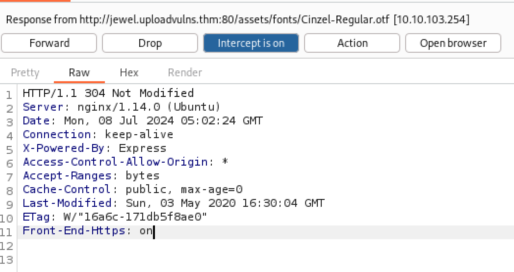 Response from http://jewel.uploadvulns.thm:80/assets/fonts/Cinzel-Regular.otf [10.10.103.254]
Forward Drop Intercept is on Action Open browser
Pretty Raw Hex Render
1 HTTP/1.1 304 Not Modified
2 Server: nginx/1.14.0 (Ubuntu)
3 Date: Mon, 08 Jul 2024 05:02:24 GMT
4 Connection: keep-alive
5 X-Powered-By: Express
6 Access-Control-Allow-Origin: *
7 Accept-Ranges: bytes
8 Cache-Control: public, max-age=0
9 Last-Modified: Sun, 03 May 2020 16:30:04 GMT
10 ETag: W/"16a6c-171db5f8ae0"
11 Front-End-Https: on
12
13